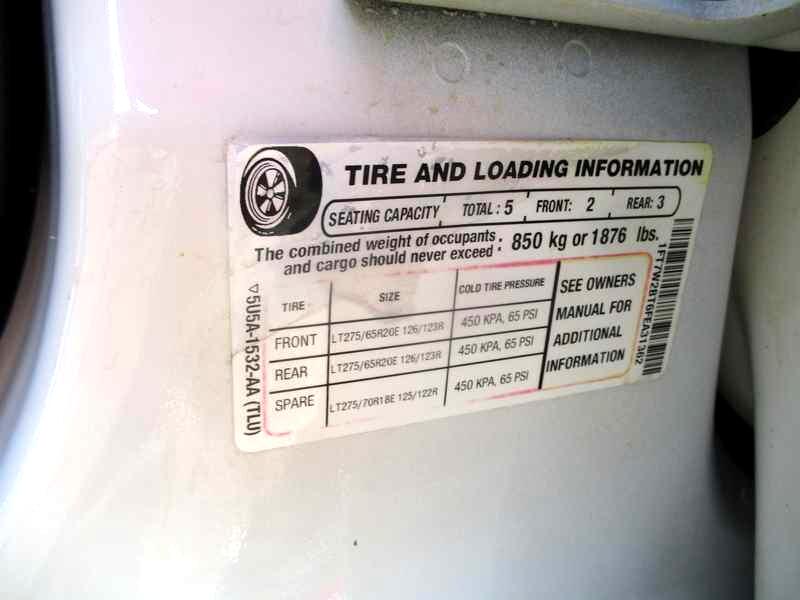 TIRE AND LOADING INFORMATION
SEATING CAPACITY TOTAL : 5 FRONT: 2 REAR: 3
The combined weight of occupants and cargo should never exceed : 850 kg or 1876 lbs.
TIRE SIZE COLD TIRE PRESSURE
FRONT LT275/65R20E 126/123R 450 KPA, 65 PSI
REAR LT275/65R20E 126/123R 450 KPA, 65 PSI
SPARE LT275/70R18E 125/122R 450 KPA, 65 PSI
SEE OWNERS
MANUAL FOR
ADDITIONAL
INFORMATION
▽5U5A-1532-AA (TLU)
1FT7W2BT6FEA31362